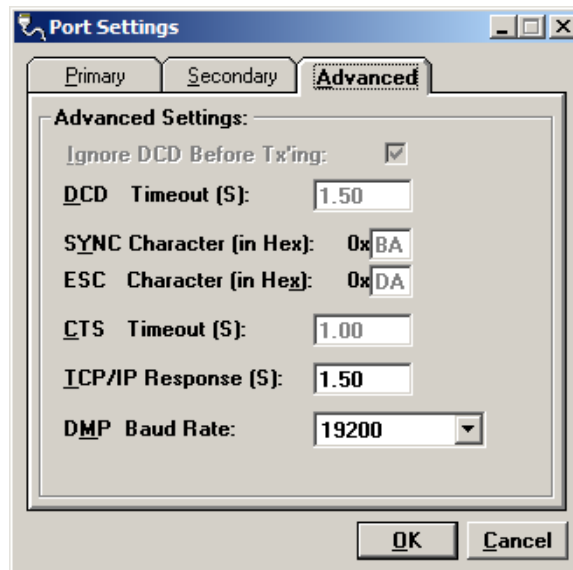 Port Settings
Primary Secondary Advanced
Advanced Settings:
Ignore DCD Before Tx'ing:
DCD Timeout (S): 1.50
SYNC Character (in Hex): 0x BA
ESC Character (in Hex): 0x DA
CTS Timeout (S): 1.00
TCP/IP Response (S): 1.50
DMP Baud Rate: 19200
OK Cancel